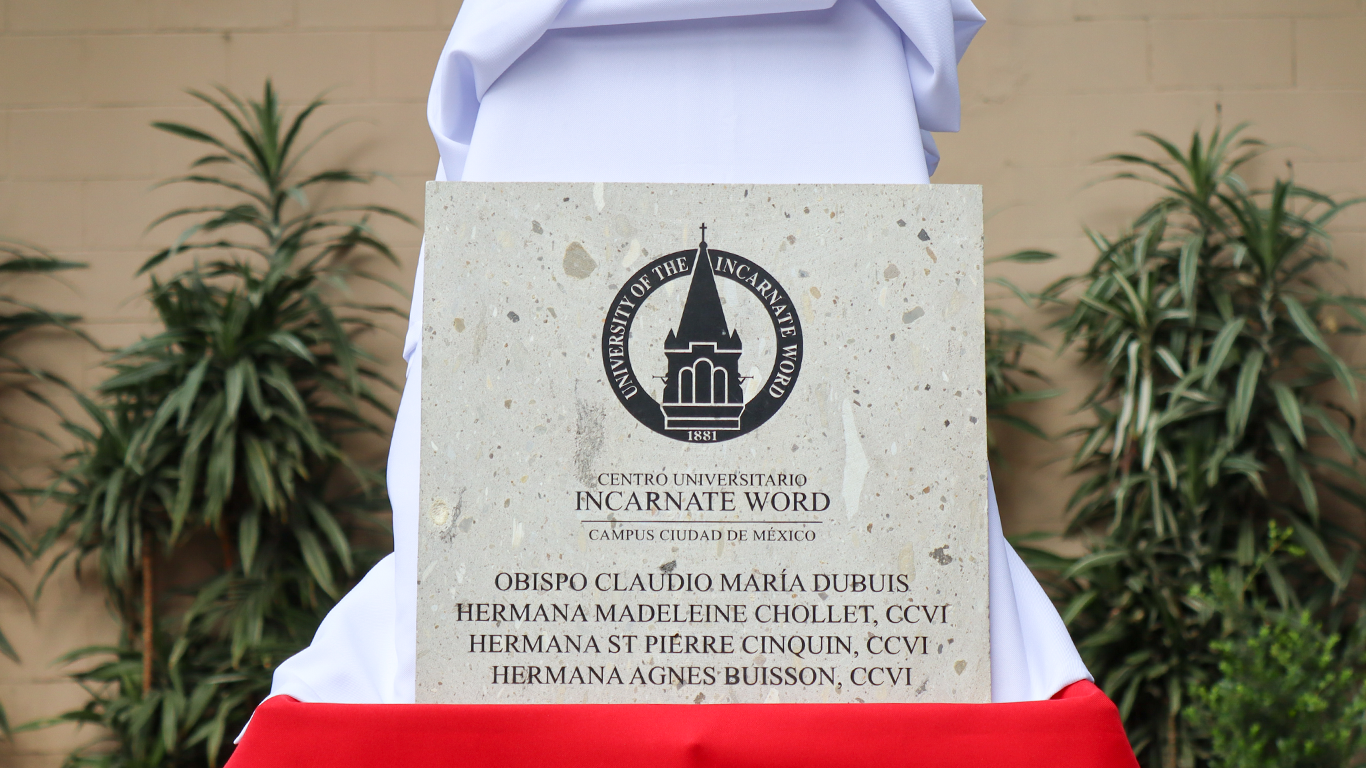 UNIVERSITY OF THE INCARNATE WORD
1881
CENTRO UNIVERSITARIO
INCARNATE WORD
CAMPUS CIUDAD DE MÉXICO
OBISPO CLAUDIO MARÍA DUBUIS
HERMANA MADELEINE CHOLLET, CCVI
HERMANA ST PIERRE CINQUIN, CCVI
HERMANA AGNES BUISSON, CCVI